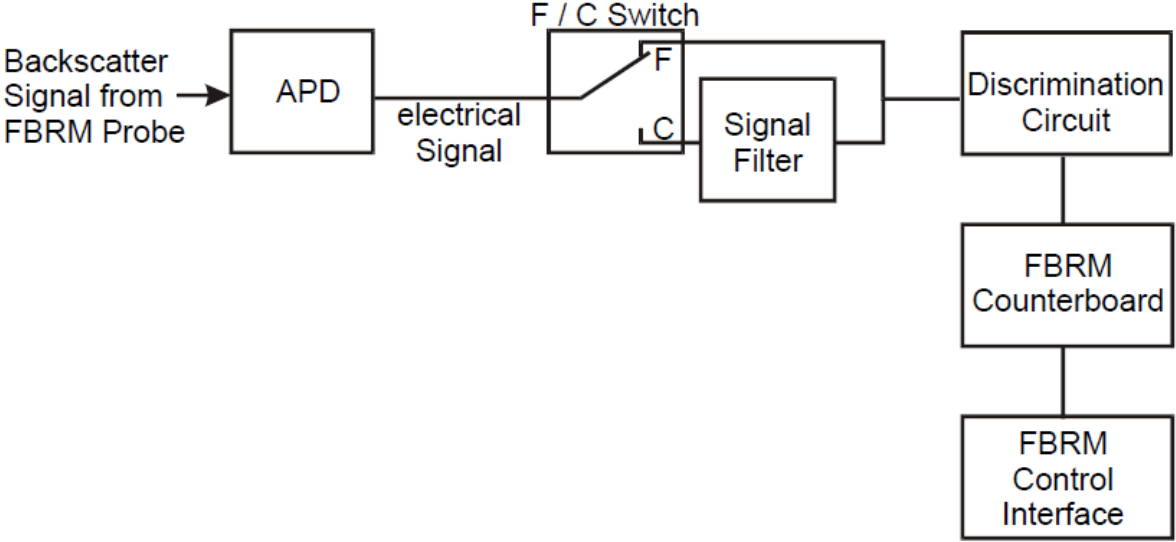 F / C Switch
Backscatter
Signal from
FBRM Probe
APD
electrical
Signal
F
C
Signal
Filter
Discrimination
Circuit
FBRM
Counterboard
FBRM
Control
Interface